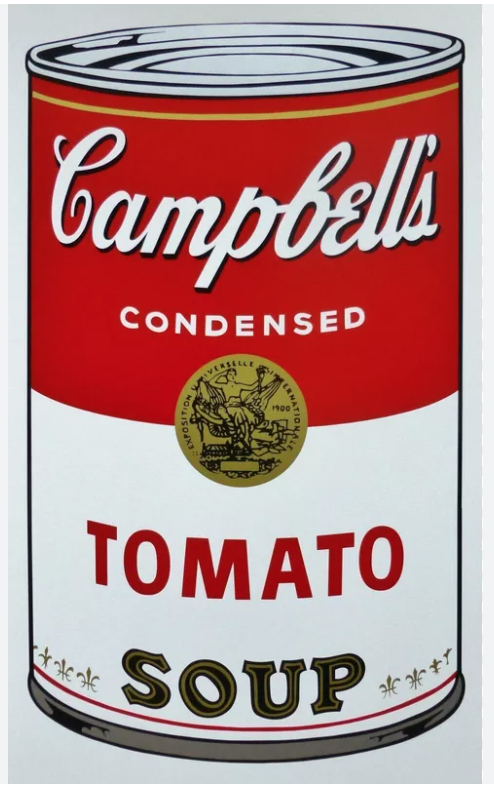 Campbell's
CONDENSED
EXPOSITION UNIVERSELLE INTERNATIONALE
1900
TOMATO
SOUP